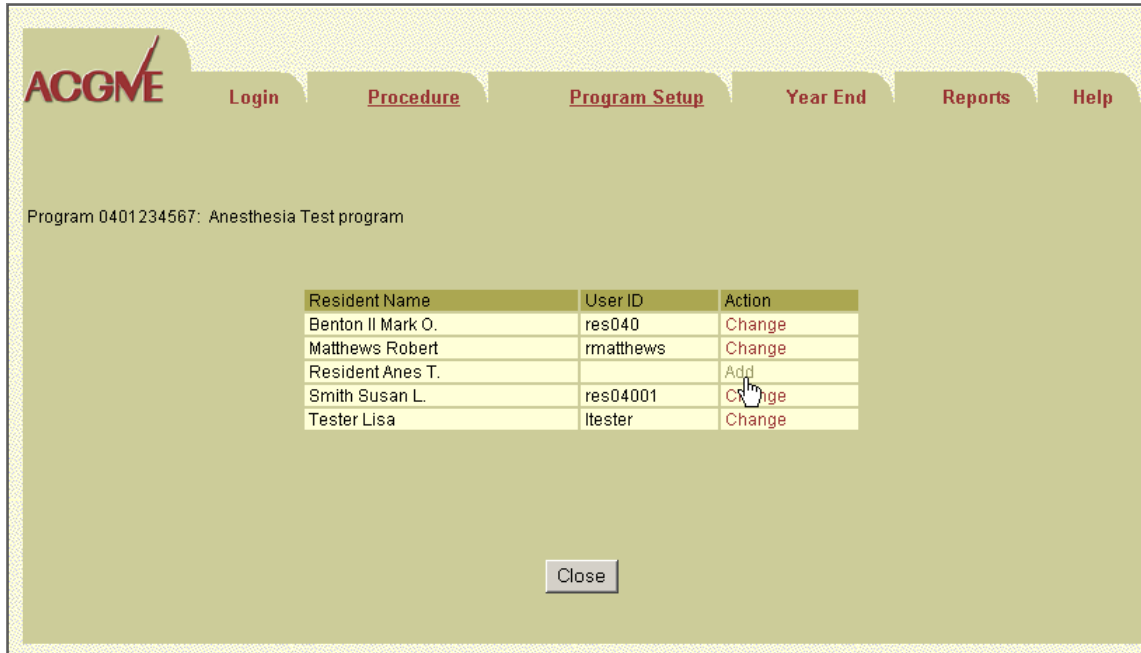 ACGME
Login Procedure Program Setup Year End Reports Help
Program 0401234567: Anesthesia Test program
Resident Name User ID Action
Benton II Mark O. res040 Change
Matthews Robert rmatthews Change
Resident Anes T. Add
Smith Susan L. res04001 Change
Tester Lisa ltester Change
Close